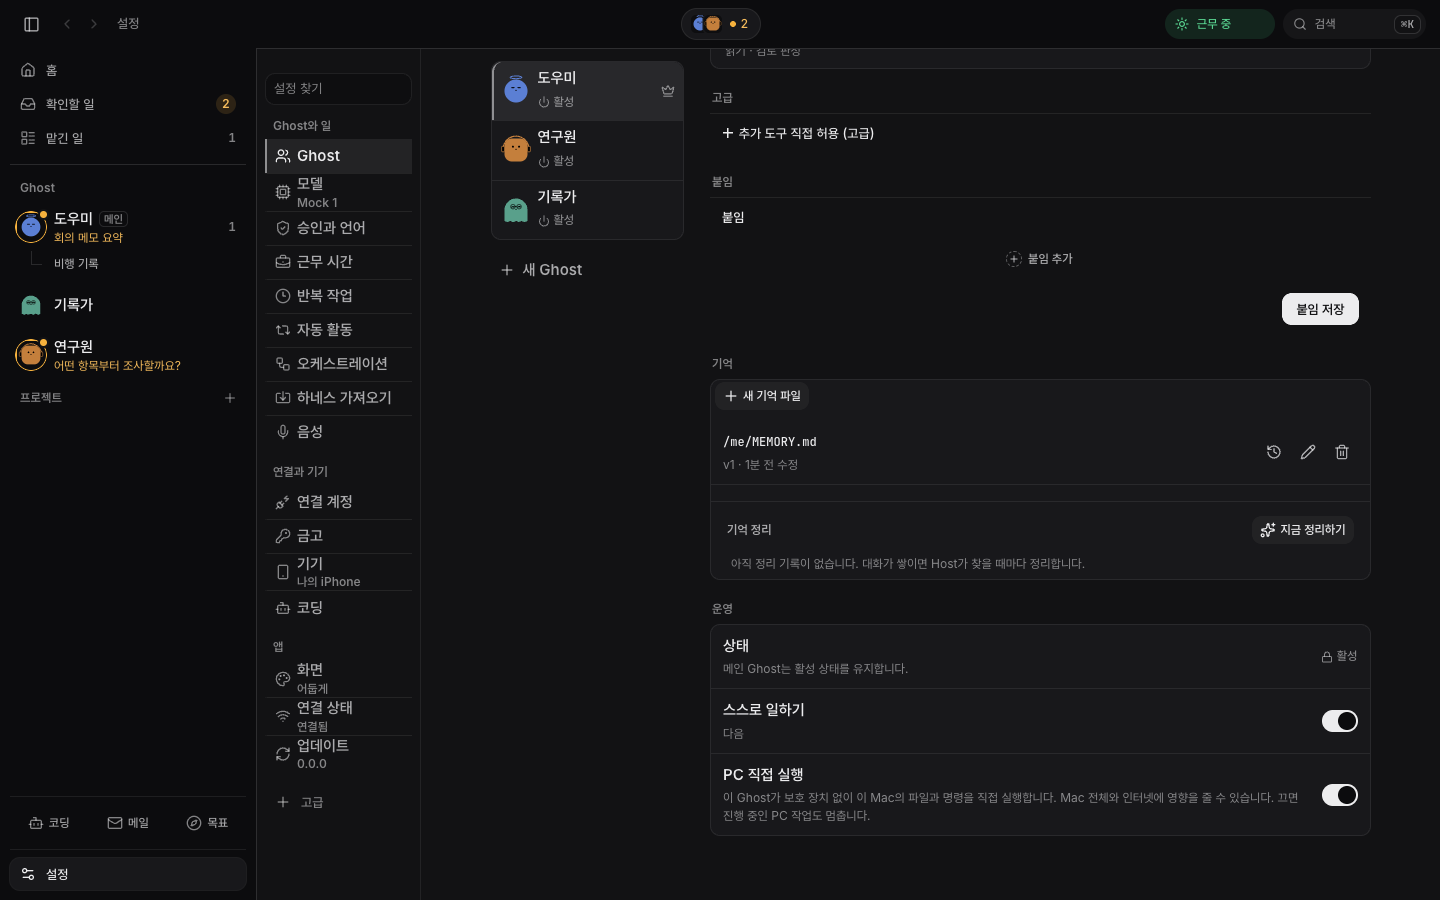 설정
2
근무 중
검색
⌘K
홈
확인할 일
2
맡긴 일
1
Ghost
도우미
메인
회의 메모 요약
1
비행 기록
기록가
연구원
어떤 항목부터 조사할까요?
프로젝트
코딩
메일
목표
설정
설정 찾기
Ghost와 일
Ghost
모델
Mock 1
승인과 언어
근무 시간
반복 작업
자동 활동
오케스트레이션
하네스 가져오기
음성
연결과 기기
연결 계정
금고
기기
나의 iPhone
코딩
앱
화면
어둡게
연결 상태
연결됨
업데이트
0.0.0
고급
도우미
활성
연구원
활성
기록가
활성
새 Ghost
읽기 · 검토 판정
고급
추가 도구 직접 허용 (고급)
붙임
붙임
붙임 추가
붙임 저장
기억
새 기억 파일
/me/MEMORY.md
v1 · 1분 전 수정
기억 정리
지금 정리하기
아직 정리 기록이 없습니다. 대화가 쌓이면 Host가 찾을 때마다 정리합니다.
운영
상태
메인 Ghost는 활성 상태를 유지합니다.
활성
스스로 일하기
다음
PC 직접 실행
이 Ghost가 보호 장치 없이 이 Mac의 파일과 명령을 직접 실행합니다. Mac 전체와 인터넷에 영향을 줄 수 있습니다. 끄면
진행 중인 PC 작업도 멈춥니다.